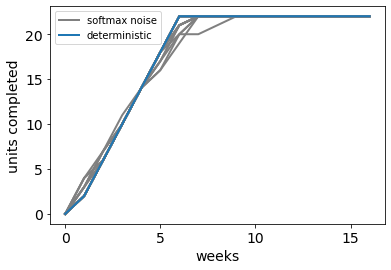 softmax noise
deterministic
units completed
20
15
10
5
0
0
5
10
15
weeks